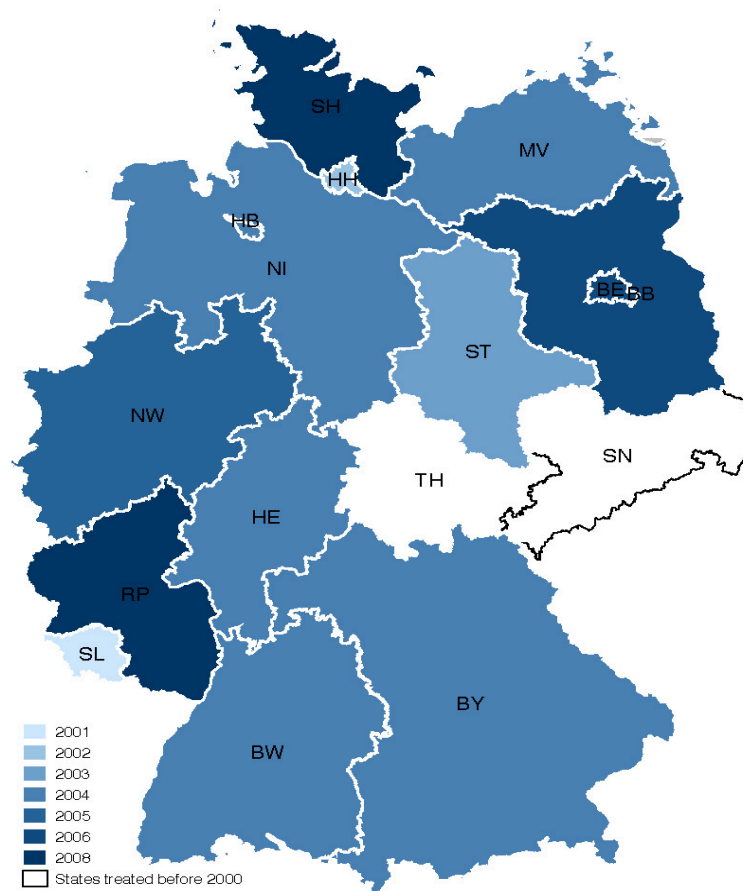 SH
MV
HH
HB
NI
BE
BB
ST
NW
SN
TH
HE
RP
SL
BY
BW
2001
2002
2003
2004
2005
2006
2008
States treated before 2000